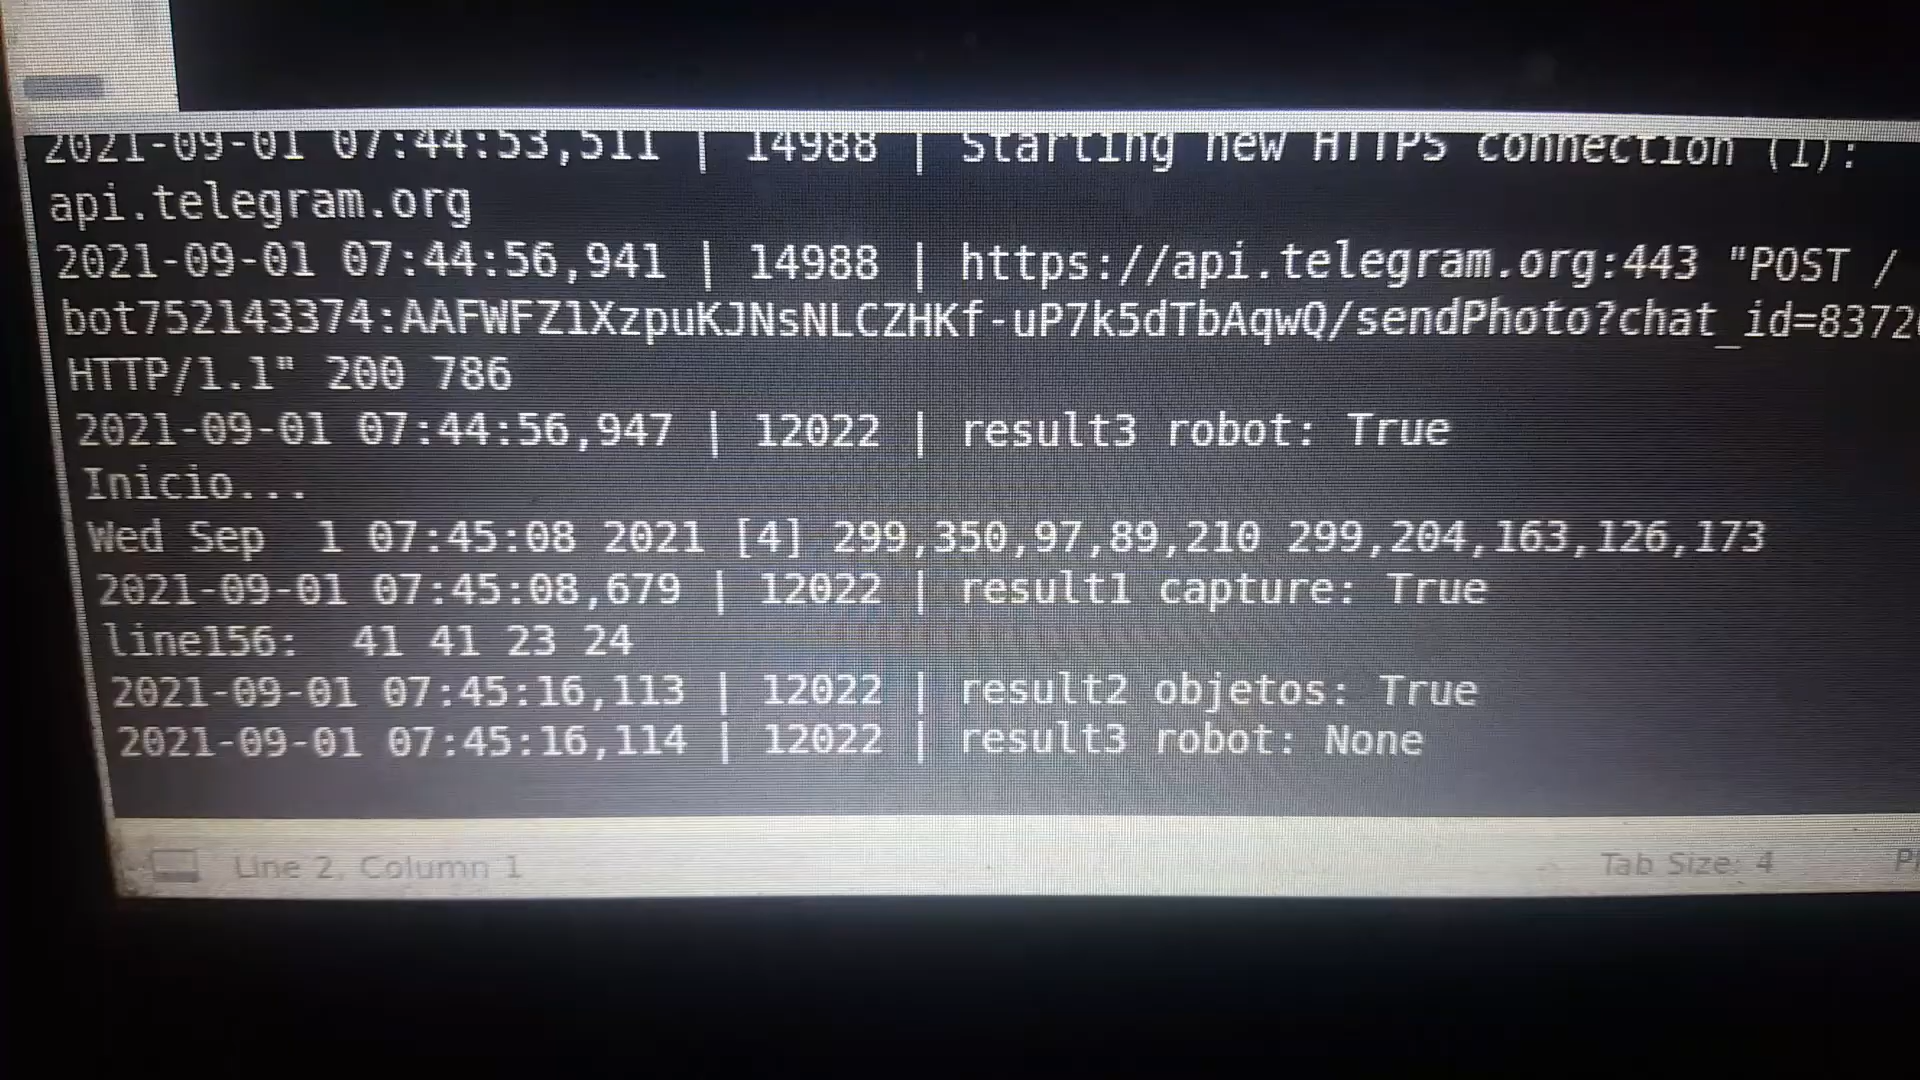 2021-09-01 07:44:53,511 | 14988 | Starting new HTTPS connection (1):
api.telegram.org
2021-09-01 07:44:56,941 | 14988 | https://api.telegram.org:443 "POST /
bot752143374:AAFWFZ1XzpuKJNsNLCZHKf-uP7k5dTbAqwQ/sendPhoto?chat_id=8372
HTTP/1.1" 200 786
2021-09-01 07:44:56,947 | 12022 | result3 robot: True
Inicio...
Wed Sep  1 07:45:08 2021 [4] 299,350,97,89,210 299,204,163,126,173
2021-09-01 07:45:08,679 | 12022 | result1 capture: True
line156:  41 41 23 24
2021-09-01 07:45:16,113 | 12022 | result2 objetos: True
2021-09-01 07:45:16,114 | 12022 | result3 robot: None
Line 2, Column 1
Tab Size: 4